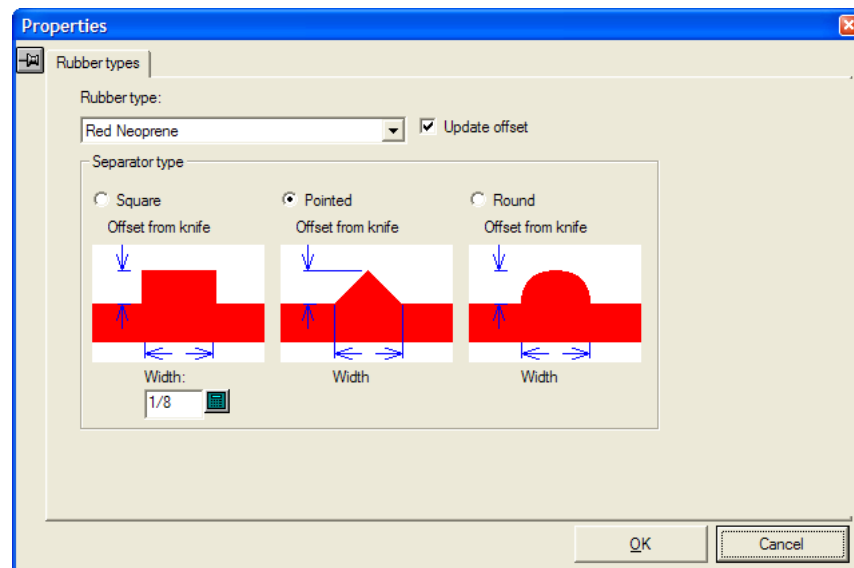 Properties
Rubber types
Rubber type:
Red Neoprene
Update offset
Separator type
Square Pointed Round
Offset from knife Offset from knife Offset from knife
Width: Width Width
1/8
OK Cancel